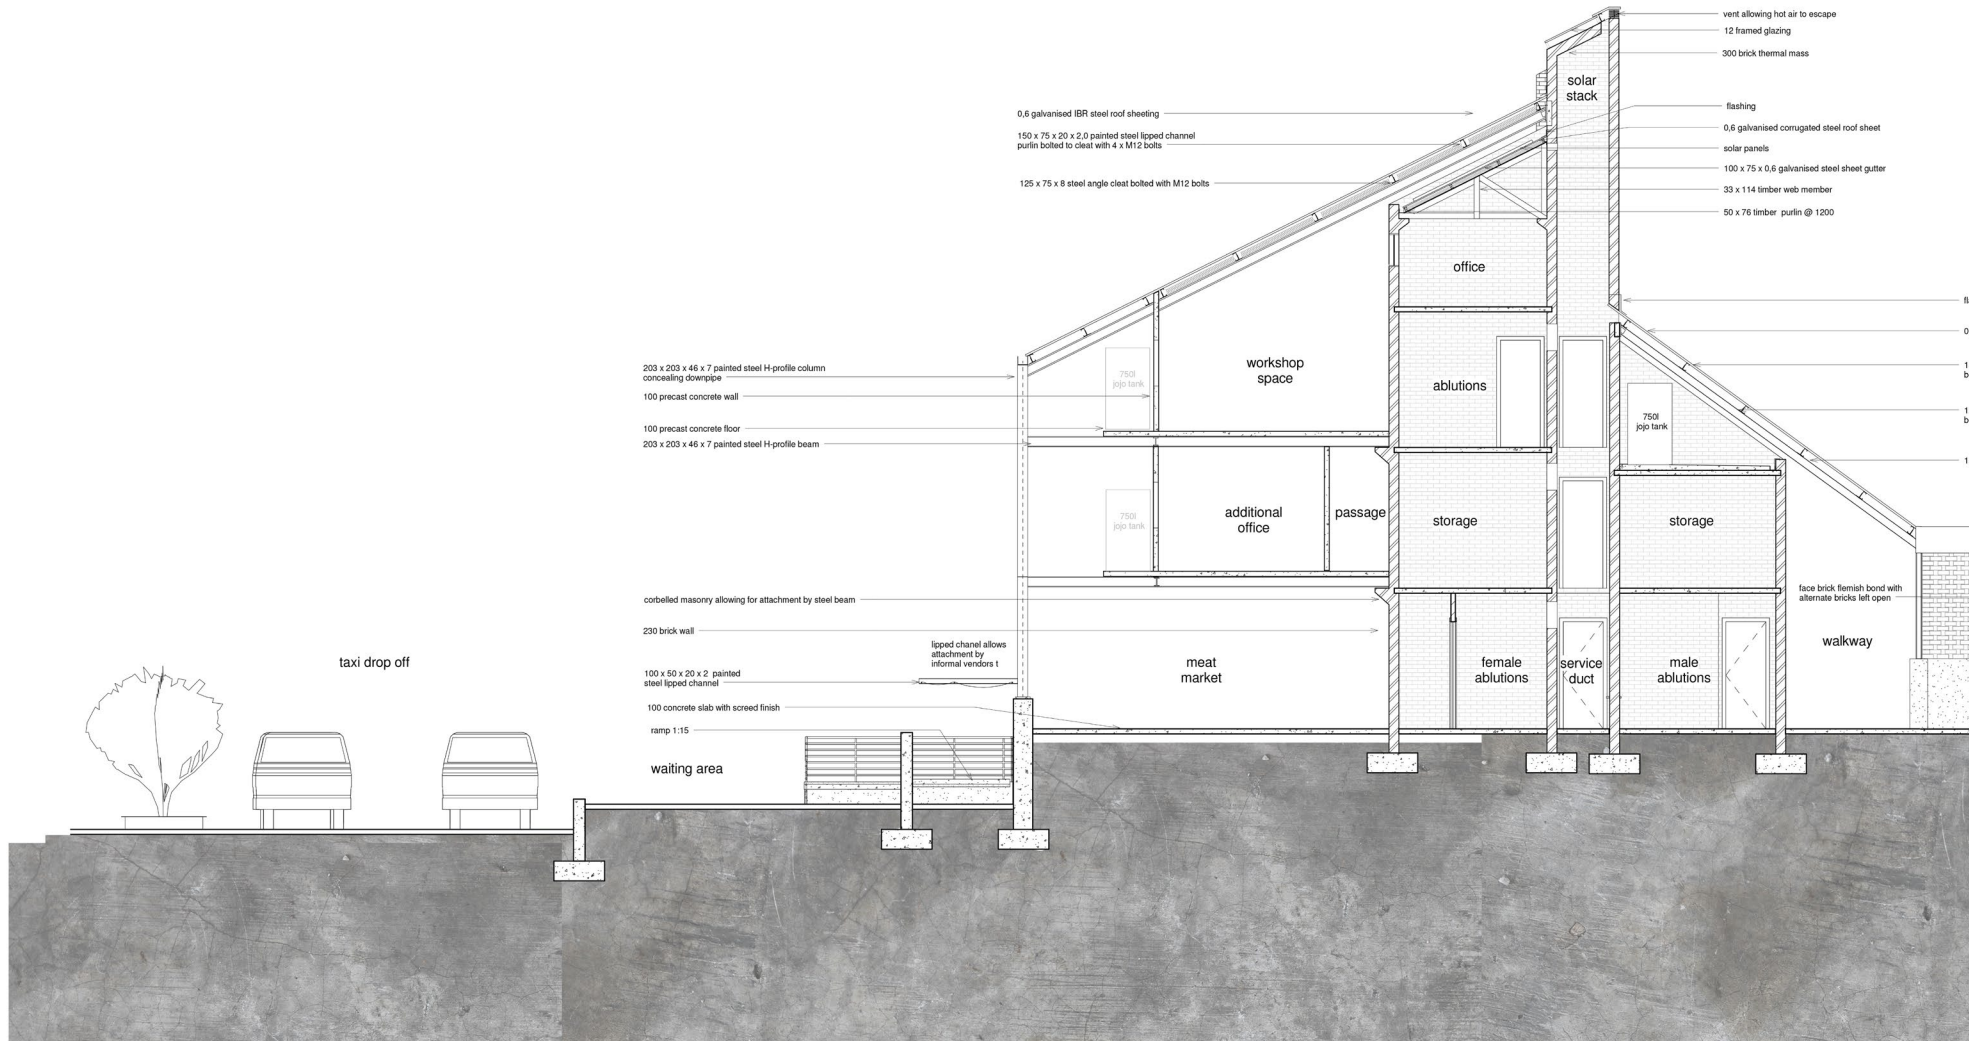 vent allowing hot air to escape
12 framed glazing
300 brick thermal mass
solar
stack
flashing
0,6 galvanised corrugated steel roof sheet
solar panels
100 x 75 x 0,6 galvanised steel sheet gutter
33 x 114 timber web member
50 x 76 timber  purlin @ 1200
0,6 galvanised IBR steel roof sheeting
150 x 75 x 20 x 2,0 painted steel lipped channel
purlin bolted to cleat with 4 x M12 bolts
125 x 75 x 8 steel angle cleat bolted with M12 bolts
office
workshop
space
ablutions
203 x 203 x 46 x 7 painted steel H-profile column
concealing downpipe
100 precast concrete wall
100 precast concrete floor
203 x 203 x 46 x 7 painted steel H-profile beam
750l
jojo tank
750l
jojo tank
fl
0
1
b
1
b
1
750l
jojo tank
additional
office
passage
storage
storage
corbelled masonry allowing for attachment by steel beam
230 brick wall
face brick flemish bond with
alternate bricks left open
walkway
lipped chanel allows
attachment by
informal vendors t
100 x 50 x 20 x 2  painted
steel lipped channel
100 concrete slab with screed finish
ramp 1:15
taxi drop off
waiting area
meat
market
female
ablutions
service
duct
male
ablutions